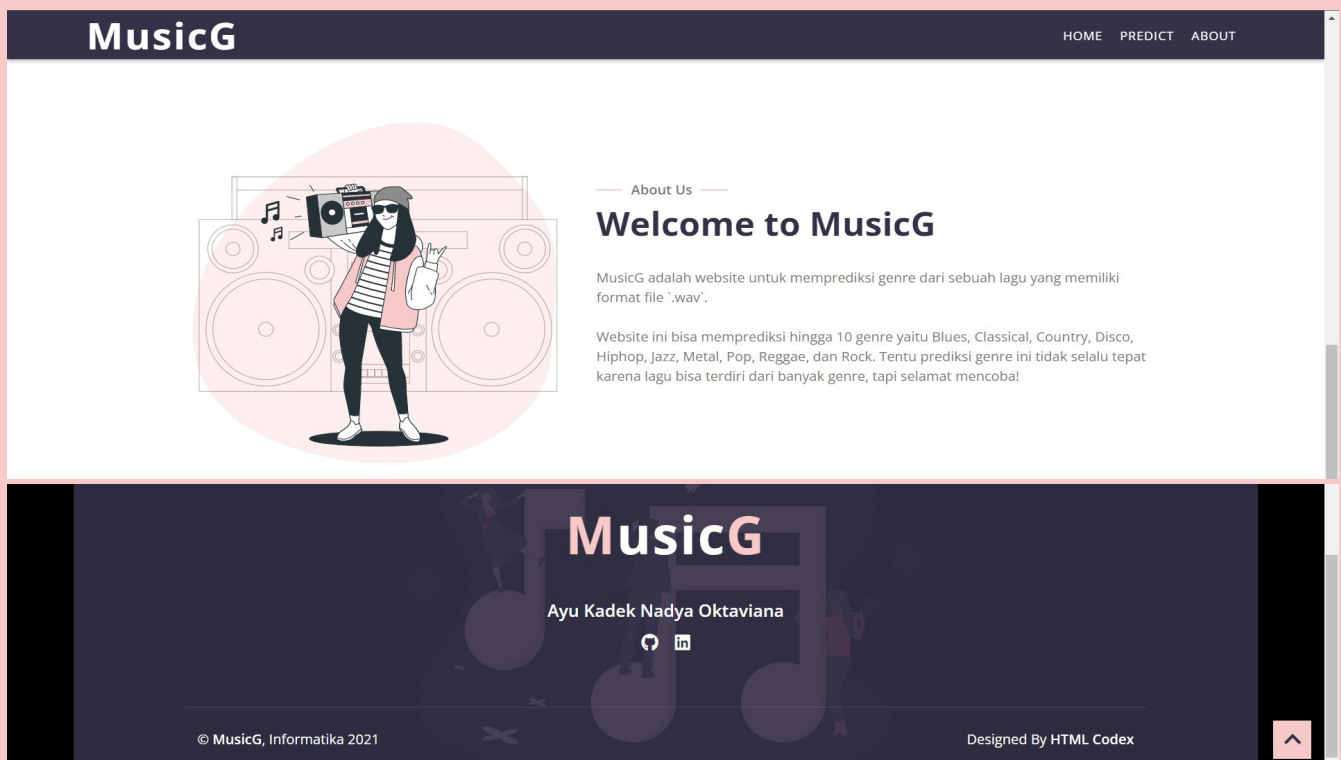 MusicG
HOME PREDICT ABOUT
About Us
Welcome to MusicG
MusicG adalah website untuk memprediksi genre dari sebuah lagu yang memiliki
format file `.wav`.
Website ini bisa memprediksi hingga 10 genre yaitu Blues, Classical, Country, Disco,
Hiphop, Jazz, Metal, Pop, Reggae, dan Rock. Tentu prediksi genre ini tidak selalu tepat
karena lagu bisa terdiri dari banyak genre, tapi selamat mencoba!
MusicG
Ayu Kadek Nadya Oktaviana
in
© MusicG, Informatika 2021
Designed By HTML Codex